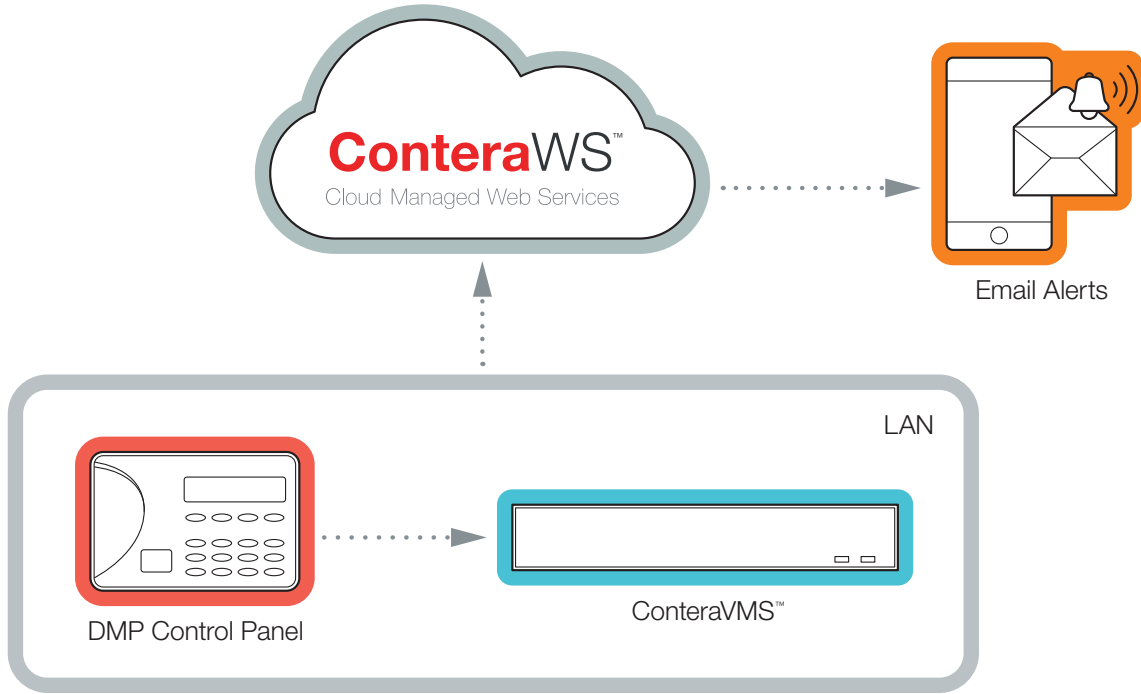 ConteraWS™
Cloud Managed Web Services
Email Alerts
LAN
DMP Control Panel
ConteraVMS™